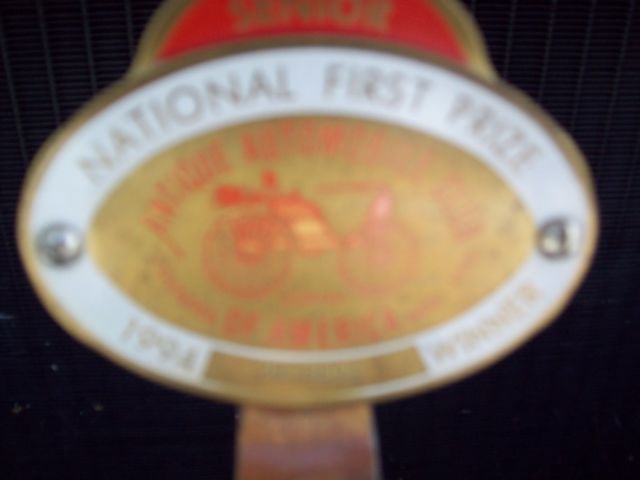 SENIOR
NATIONAL FIRST PRIZE
ANTIQUE AUTOMOBILE CLUB
OF AMERICA
1994 WINNER